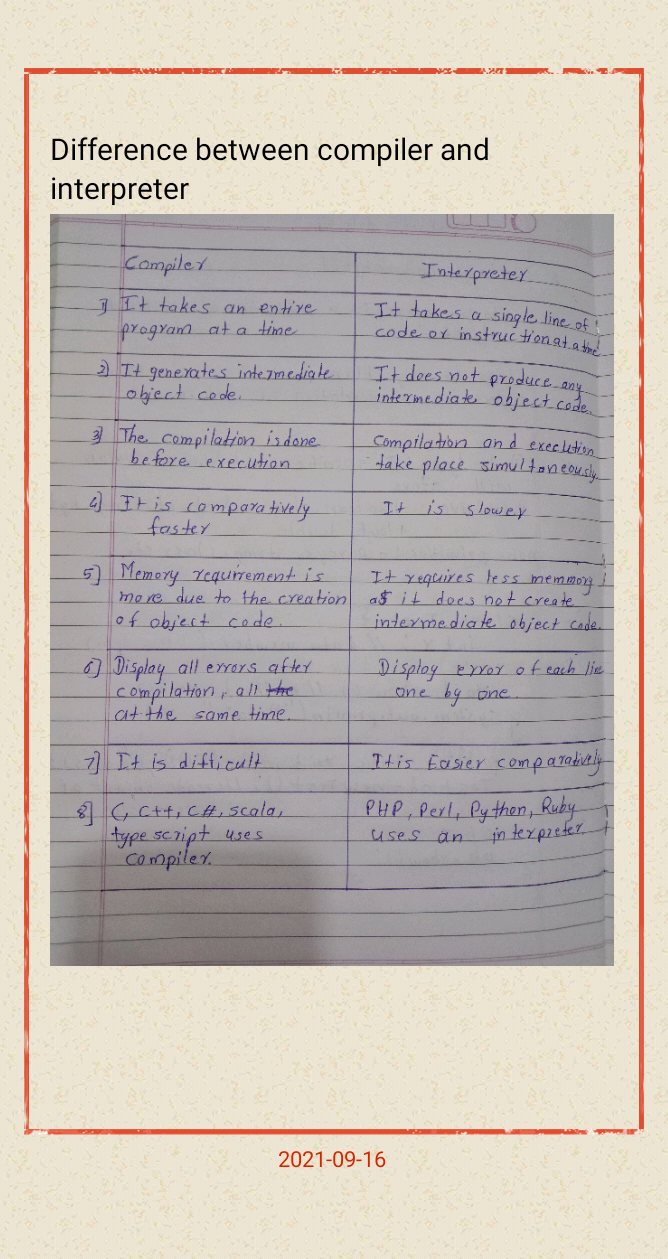 Difference between compiler and
interpreter
Compiler
Interpreter
1] It takes an entire
program at a time
It takes a single line of
code or instruction at a time
2] It generates intermediate
object code.
It does not produce any
intermediate object code.
3] The compilation is done
before execution
Compilation and execution
take place simultaneously.
4] It is comparatively
faster
It is slower
5] Memory requirement is
more due to the creation
of object code.
It requires less memmory
as it does not create
intermediate object code.
6] Display all errors after
compilation, all the
at the same time.
Display error of each line
one by one.
7] It is difficult
It is Easier comparatively
8] C, C++, C#, scala,
type script uses
compiler.
PHP, Perl, Python, Ruby
uses an interpreter
2021-09-16